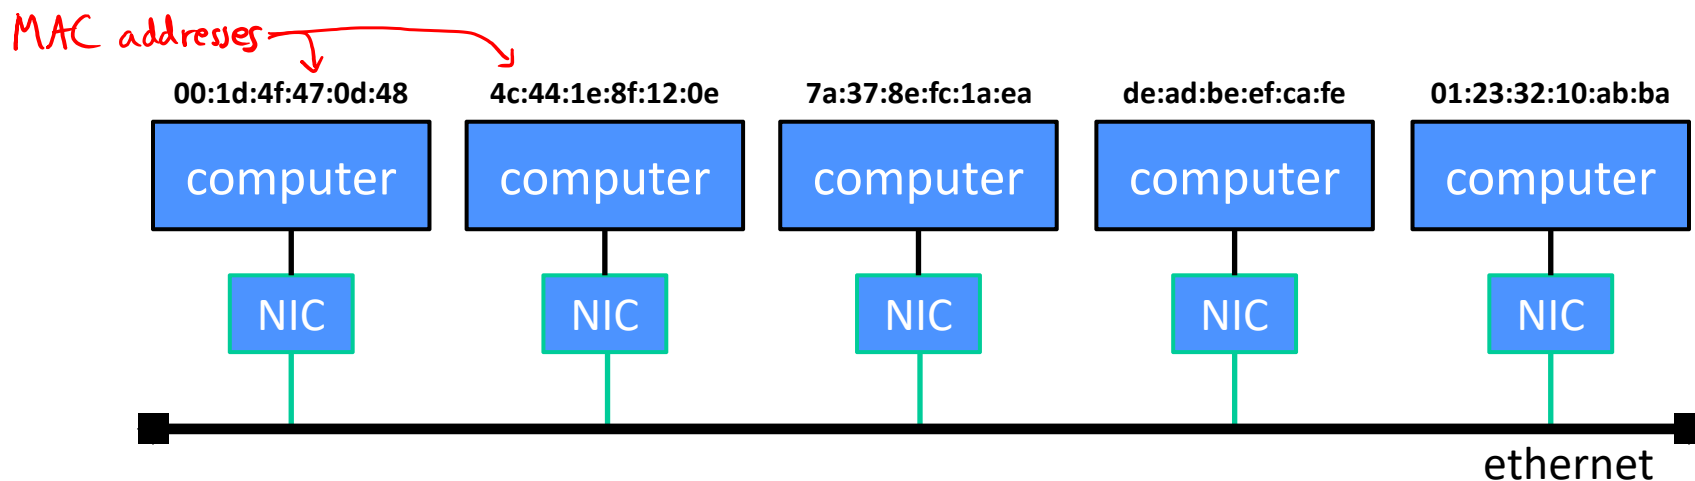 MAC addresses
00:1d:4f:47:0d:48 4c:44:1e:8f:12:0e 7a:37:8e:fc:1a:ea de:ad:be:ef:ca:fe 01:23:32:10:ab:ba
computer computer computer computer computer
NIC NIC NIC NIC NIC
ethernet